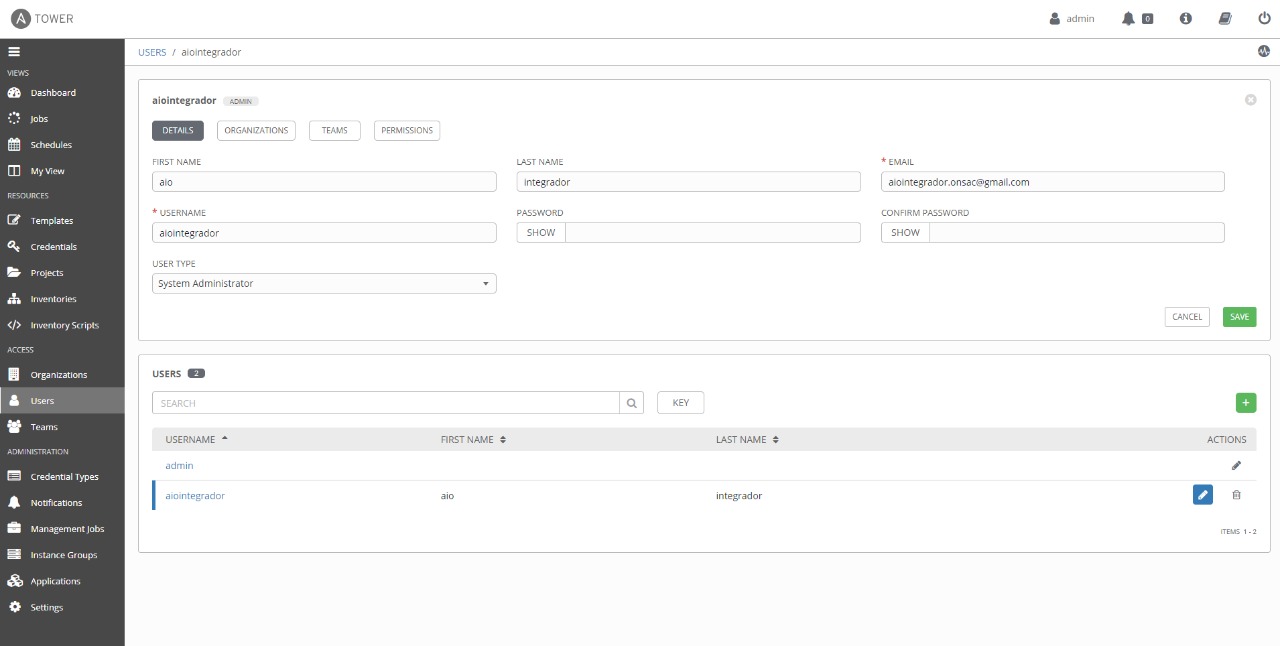 A TOWER
admin 0
USERS / aiointegrador
VIEWS
Dashboard
Jobs
Schedules
My View
RESOURCES
Templates
Credentials
Projects
Inventories
Inventory Scripts
ACCESS
Organizations
Users
Teams
ADMINISTRATION
Credential Types
Notifications
Management Jobs
Instance Groups
Applications
Settings
aiointegrador ADMIN
DETAILS ORGANIZATIONS TEAMS PERMISSIONS
FIRST NAME LAST NAME * EMAIL
aio integrador aiointegrador.onsac@gmail.com
* USERNAME PASSWORD CONFIRM PASSWORD
aiointegrador SHOW SHOW
USER TYPE
System Administrator
CANCEL SAVE
USERS 2
SEARCH KEY +
USERNAME FIRST NAME LAST NAME ACTIONS
admin
aiointegrador aio integrador
ITEMS 1 - 2